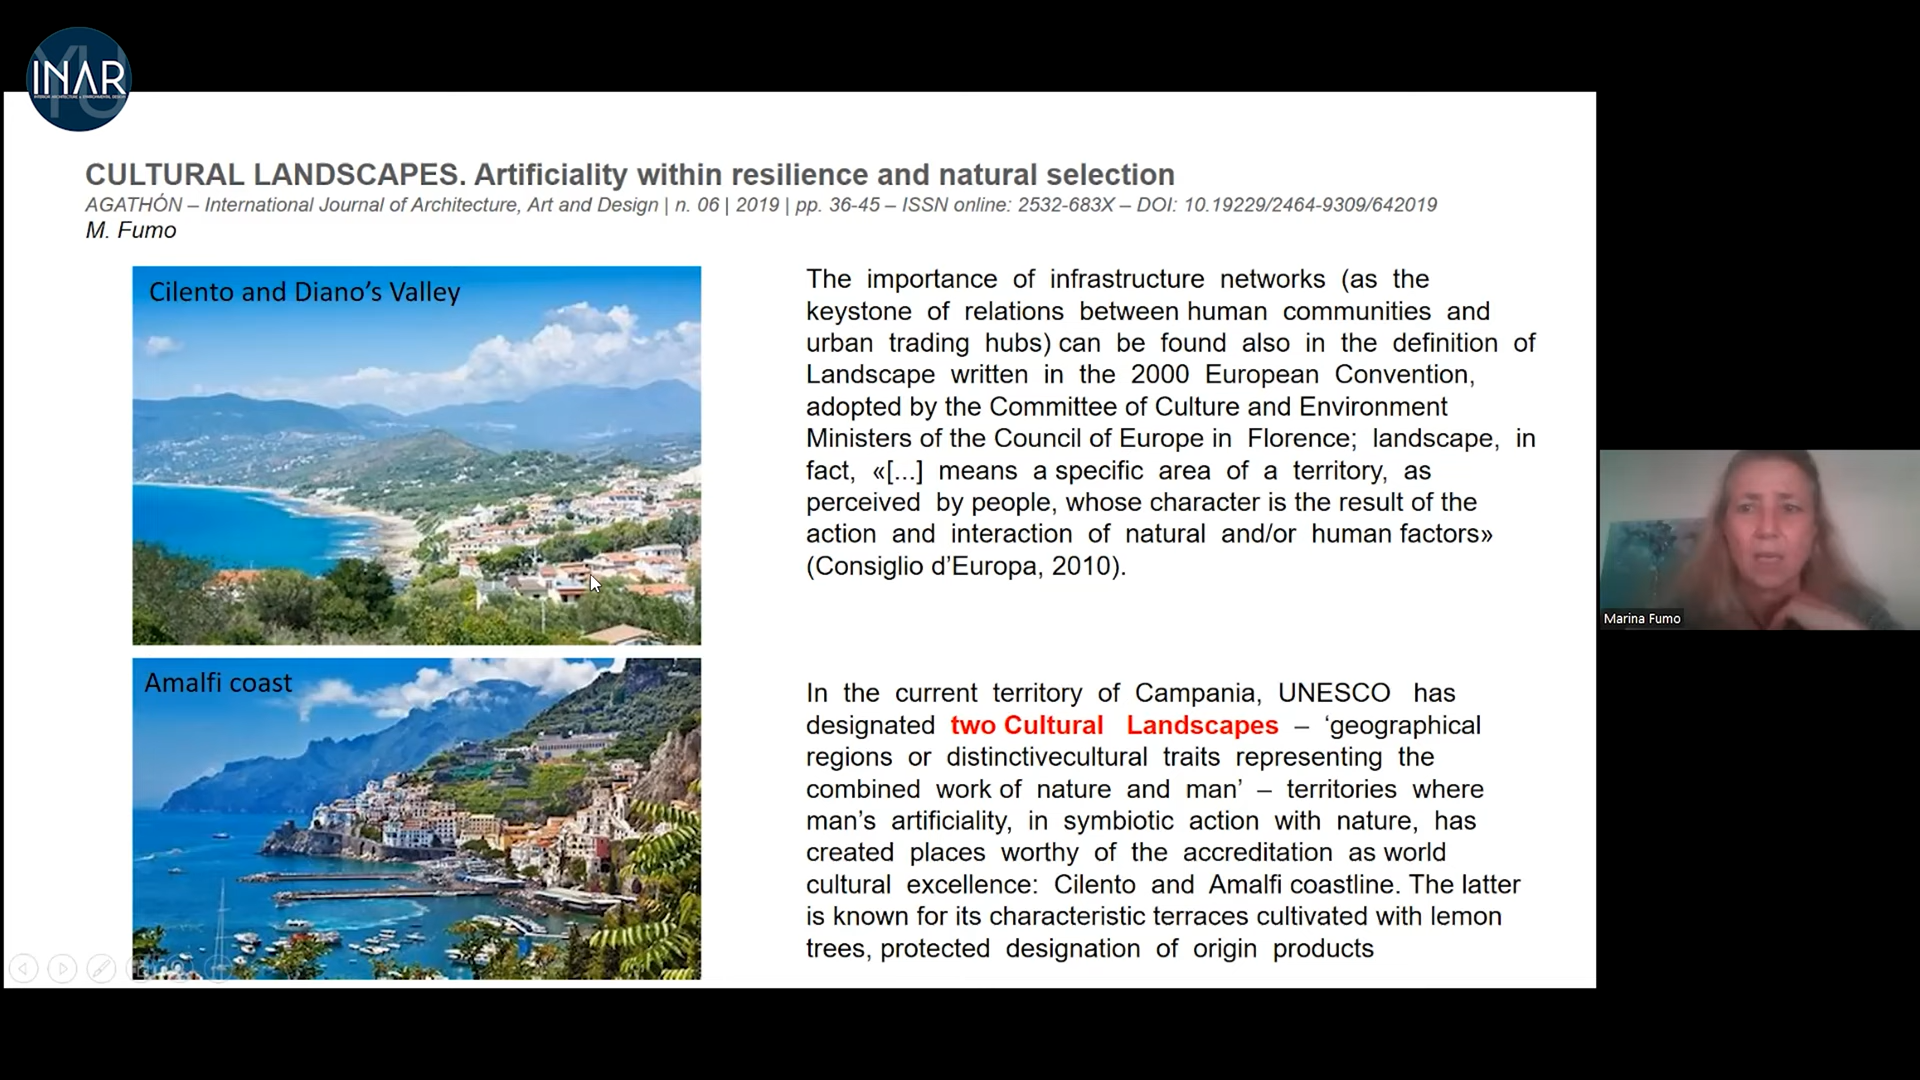 INAR
CULTURAL LANDSCAPES. Artificiality within resilience and natural selection
AGATHÓN – International Journal of Architecture, Art and Design | n. 06 | 2019 | pp. 36-45 – ISSN online: 2532-683X – DOI: 10.19229/2464-9309/642019
M. Fumo
Cilento and Diano’s Valley
Amalfi coast
The importance of infrastructure networks (as the
keystone of relations between human communities and
urban trading hubs) can be found also in the definition of
Landscape written in the 2000 European Convention,
adopted by the Committee of Culture and Environment
Ministers of the Council of Europe in Florence; landscape, in
fact, «[...] means a specific area of a territory, as
perceived by people, whose character is the result of the
action and interaction of natural and/or human factors»
(Consiglio d’Europa, 2010).
In the current territory of Campania, UNESCO has
designated two Cultural Landscapes – ‘geographical
regions or distinctivecultural traits representing the
combined work of nature and man’ – territories where
man’s artificiality, in symbiotic action with nature, has
created places worthy of the accreditation as world
cultural excellence: Cilento and Amalfi coastline. The latter
is known for its characteristic terraces cultivated with lemon
trees, protected designation of origin products
Marina Fumo